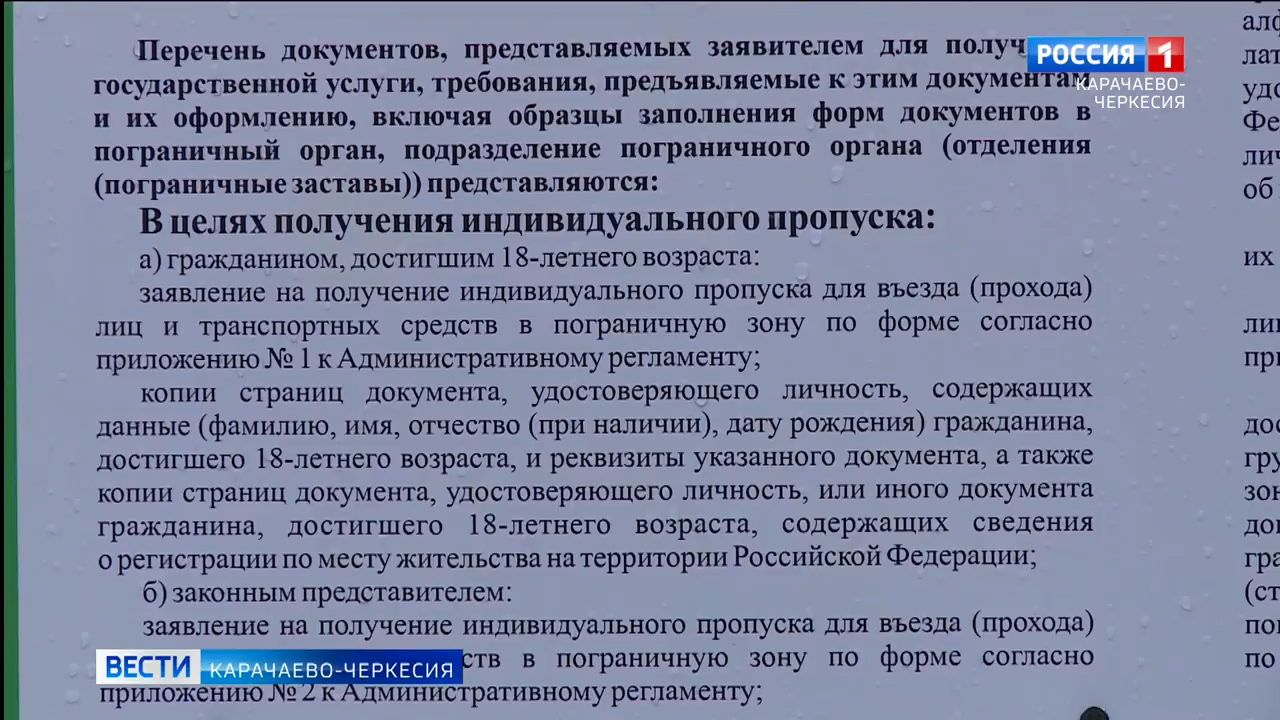 Перечень документов, представляемых заявителем для получ
государственной услуги, требования, предъявляемые к этим документам
и их оформлению, включая образцы заполнения форм документов в
пограничный орган, подразделение пограничного органа (отделения
(пограничные заставы)) представляются:
В целях получения индивидуального пропуска:
а) гражданином, достигшим 18-летнего возраста:
заявление на получение индивидуального пропуска для въезда (прохода)
лиц и транспортных средств в пограничную зону по форме согласно
приложению № 1 к Административному регламенту;
копии страниц документа, удостоверяющего личность, содержащих
данные (фамилию, имя, отчество (при наличии), дату рождения) гражданина,
достигшего 18-летнего возраста, и реквизиты указанного документа, а также
копии страниц документа, удостоверяющего личность, или иного документа
гражданина, достигшего 18-летнего возраста, содержащих сведения
о регистрации по месту жительства на территории Российской Федерации;
б) законным представителем:
заявление на получение индивидуального пропуска для въезда (прохода)
ств в пограничную зону по форме согласно
приложению № 2 к Административному регламенту;
РОССИЯ 1
КАРАЧАЕВО-
ЧЕРКЕСИЯ
ВЕСТИ КАРАЧАЕВО-ЧЕРКЕСИЯ
об
их
по